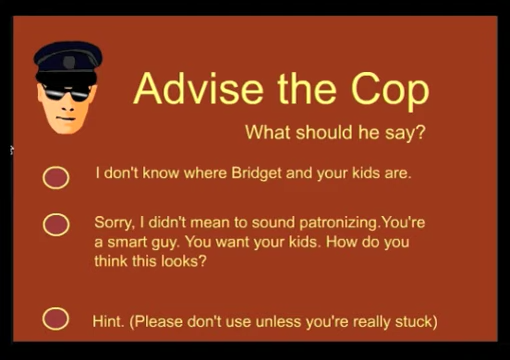 Advise the Cop
What should he say?
I don't know where Bridget and your kids are.
Sorry, I didn't mean to sound patronizing.You're
a smart guy. You want your kids. How do you
think this looks?
Hint. (Please don't use unless you're really stuck)